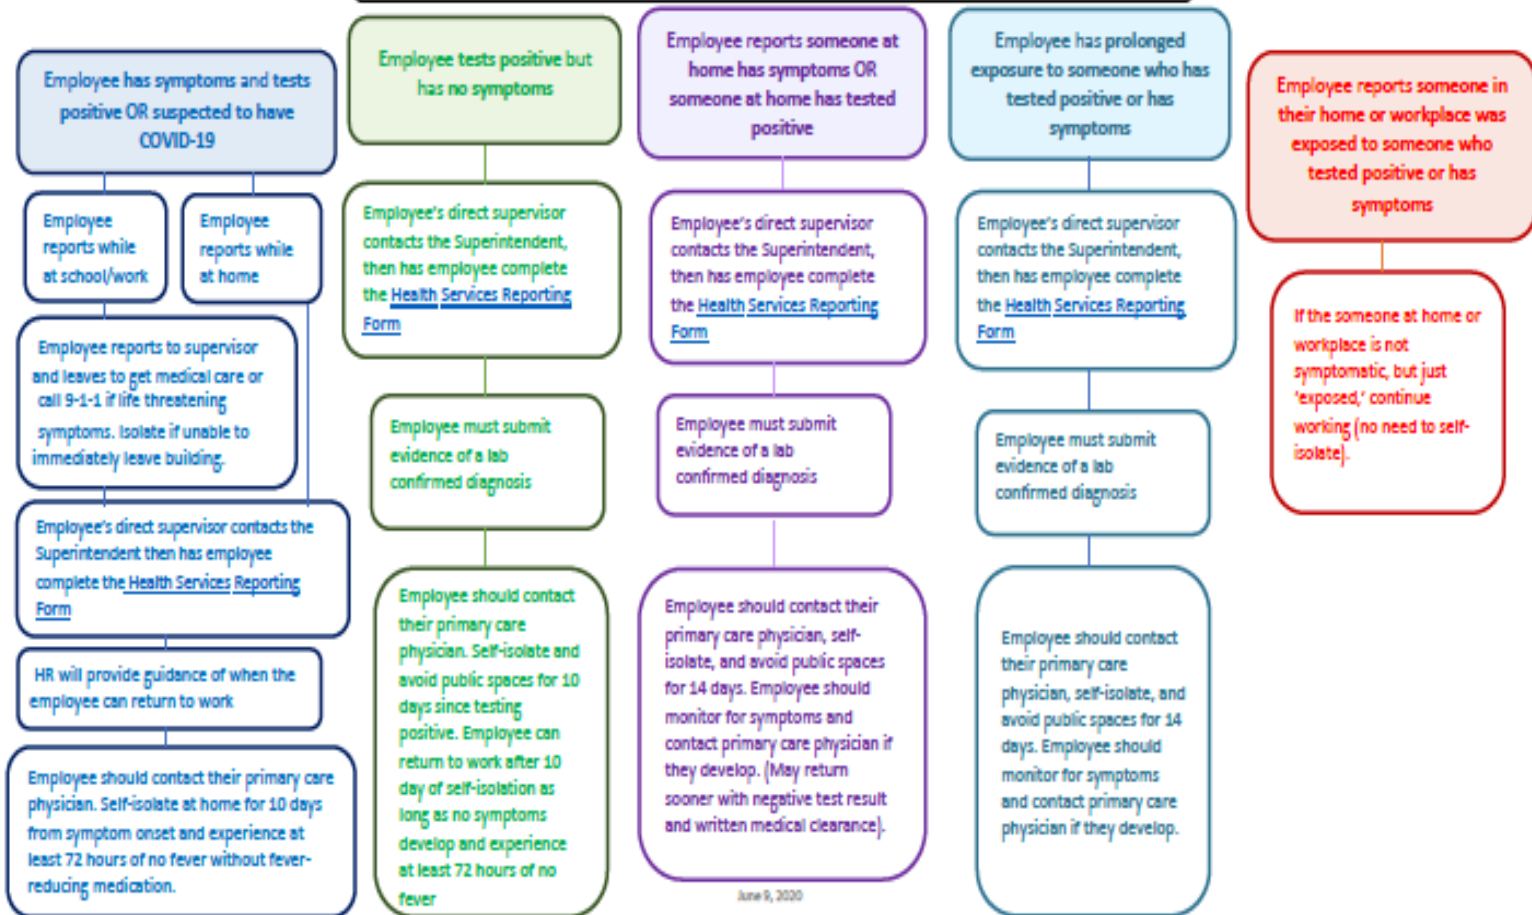 Employee has symptoms and tests
positive OR suspected to have
COVID-19
Employee
reports while
at school/work
Employee
reports while
at home
Employee reports to supervisor
and leaves to get medical care or
call 9-1-1 if life threatening
symptoms. Isolate if unable to
immediately leave building.
Employee's direct supervisor contacts the
Superintendent then has employee
complete the Health Services Reporting
Form
HR will provide guidance of when the
employee can return to work
Employee should contact their primary care
physician. Self-isolate at home for 10 days
from symptom onset and experience at
least 72 hours of no fever without fever-
reducing medication.
Employee tests positive but
has no symptoms
Employee's direct supervisor
contacts the Superintendent,
then has employee complete
the Health Services Reporting
Form
Employee must submit
evidence of a lab
confirmed diagnosis
Employee should contact
their primary care
physician. Self-isolate and
avoid public spaces for 10
days since testing
positive. Employee can
return to work after 10
day of self-isolation as
long as no symptoms
develop and experience
at least 72 hours of no
fever
Employee reports someone at
home has symptoms OR
someone at home has tested
positive
Employee's direct supervisor
contacts the Superintendent,
then has employee complete
the Health Services Reporting
Form
Employee must submit
evidence of a lab
confirmed diagnosis
Employee should contact their
primary care physician, self-
isolate, and avoid public spaces
for 14 days. Employee should
monitor for symptoms and
contact primary care physician if
they develop. (May return
sooner with negative test result
and written medical clearance).
June 9, 2020
Employee has prolonged
exposure to someone who has
tested positive or has
symptoms
Employee's direct supervisor
contacts the Superintendent,
then has employee complete
the Health Services Reporting
Form
Employee must submit
evidence of a lab
confirmed diagnosis
Employee should contact
their primary care
physician, self-isolate, and
avoid public spaces for 14
days. Employee should
monitor for symptoms
and contact primary care
physician if they develop.
Employee reports someone in
their home or workplace was
exposed to someone who
tested positive or has
symptoms
If the someone at home or
workplace is not
symptomatic, but just
'exposed,' continue
working (no need to self-
isolate).